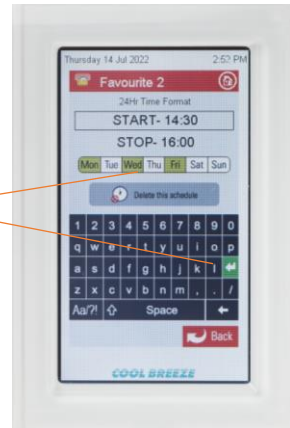 Thursday 14 Jul 2022 2:52 PM
Favourite 2
24Hr Time Format
START- 14:30
STOP- 16:00
Mon Tue Wed Thu Fri Sat Sun
Delete this schedule
1 2 3 4 5 6 7 8 9 0
q w e r t y u i o p
a s d f g h j k l
z x c v b n m , . /
Aa/?! Space
Back
COOL BREEZE